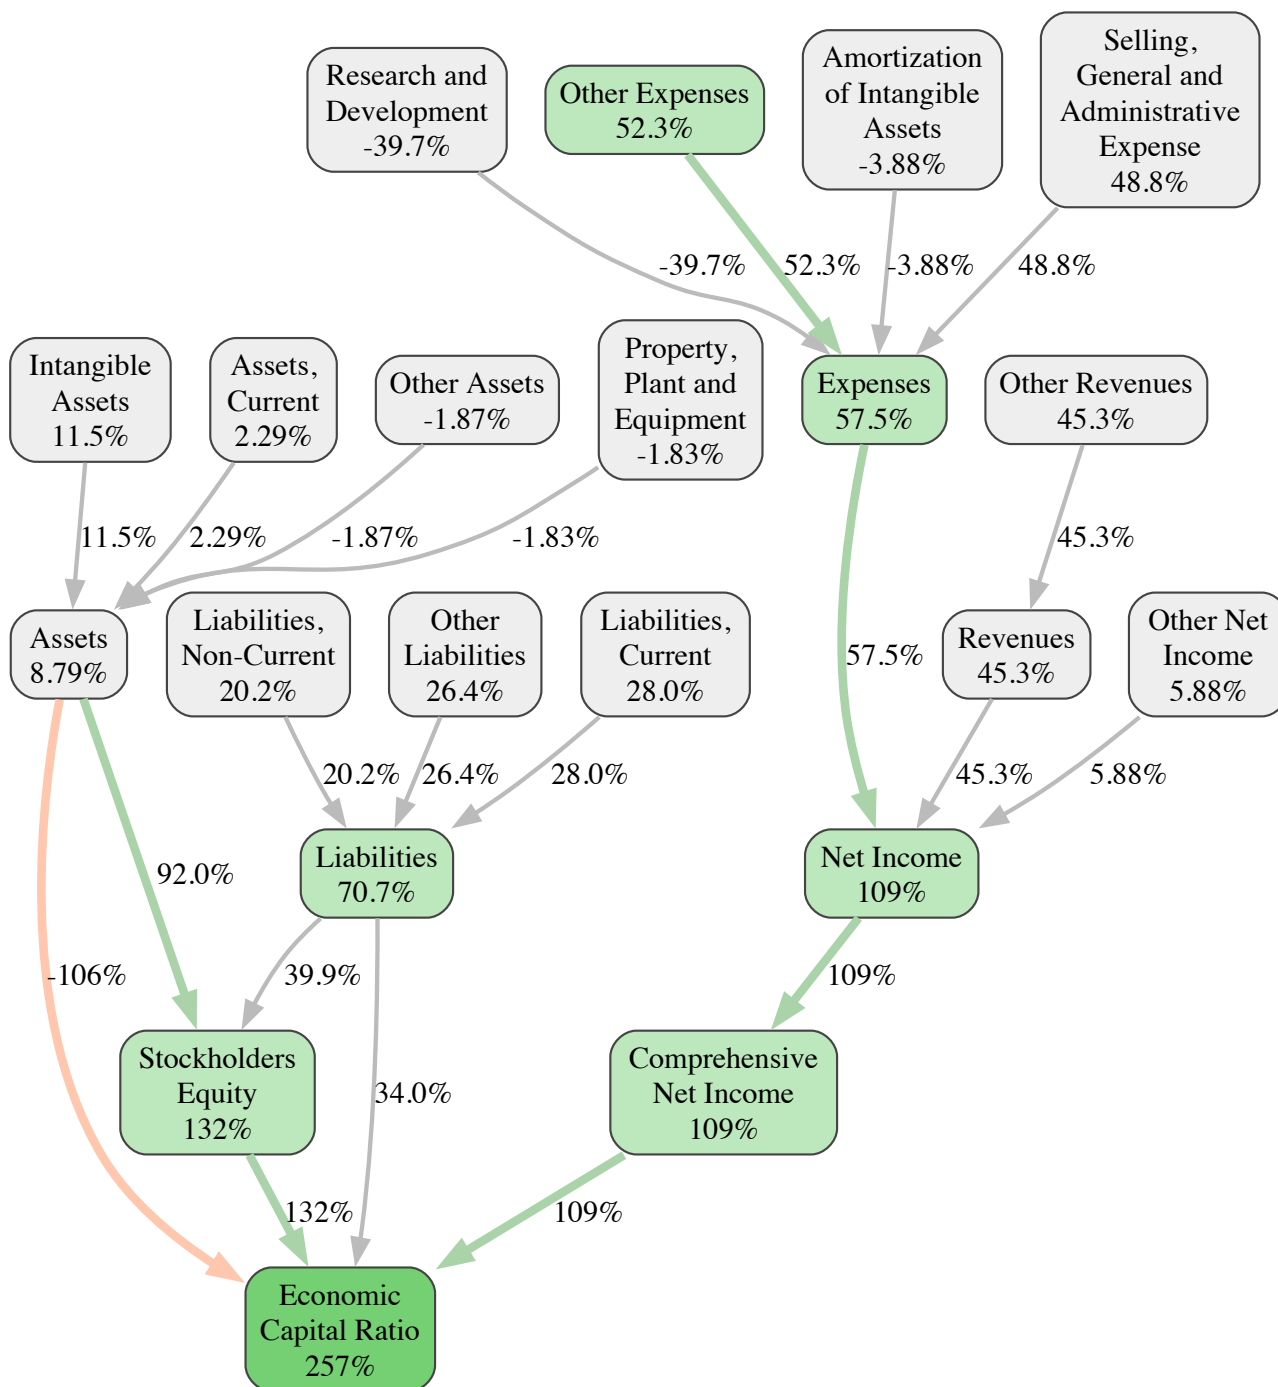 Research and
Development
-39.7%
Other Expenses
52.3%
Amortization
of Intangible
Assets
-3.88%
Selling,
General and
Administrative
Expense
48.8%
-39.7%
52.3%
-3.88%
48.8%
Intangible
Assets
11.5%
Assets,
Current
2.29%
Other Assets
-1.87%
Property,
Plant and
Equipment
-1.83%
Expenses
57.5%
Other Revenues
45.3%
11.5%
2.29%
-1.87%
-1.83%
45.3%
Assets
8.79%
Liabilities,
Non-Current
20.2%
Other
Liabilities
26.4%
Liabilities,
Current
28.0%
57.5%
Revenues
45.3%
Other Net
Income
5.88%
20.2%
26.4%
28.0%
45.3%
5.88%
92.0%
Liabilities
70.7%
Net Income
109%
-106%
39.9%
109%
Stockholders
Equity
132%
34.0%
Comprehensive
Net Income
109%
132%
109%
Economic
Capital Ratio
257%